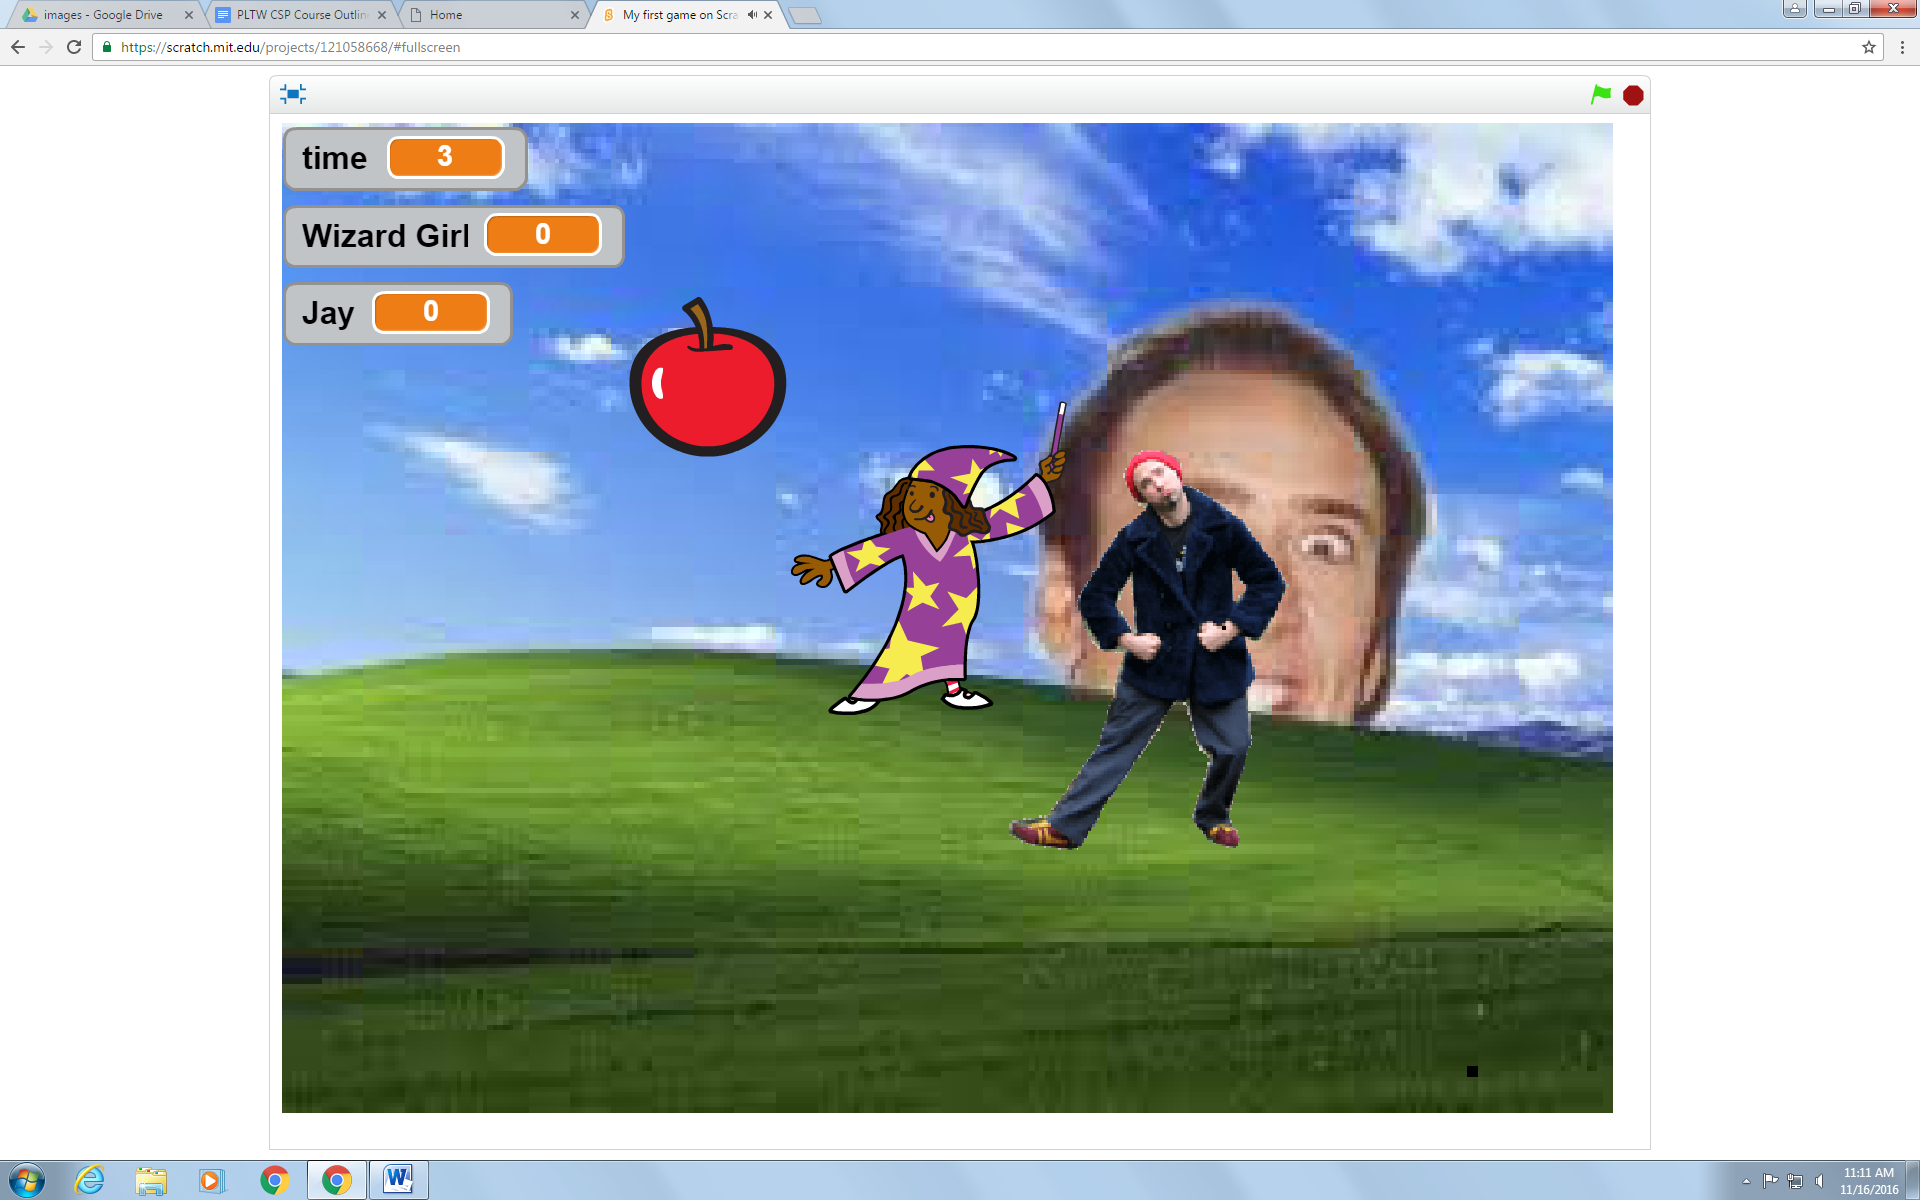 images - Google Drive
PLTW CSP Course Outlin
Home
My first game on Scra
https://scratch.mit.edu/projects/121058668/#fullscreen
time 3
Wizard Girl 0
Jay 0
11:11 AM
11/16/2016